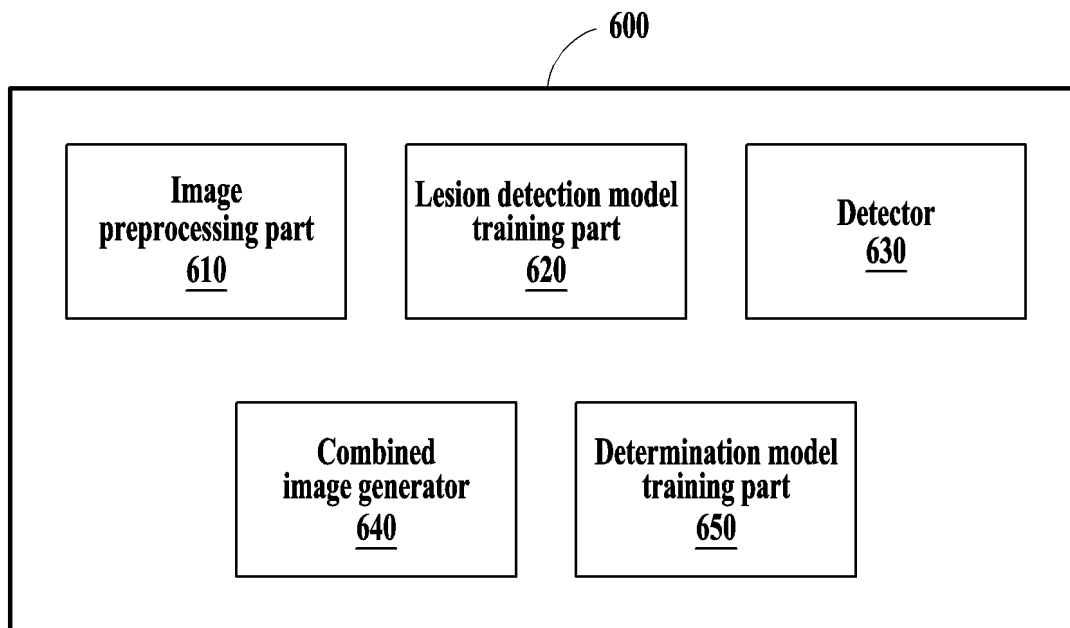 600
Image
preprocessing part
610
Lesion detection model
training part
620
Detector
630
Combined
image generator
640
Determination model
training part
650